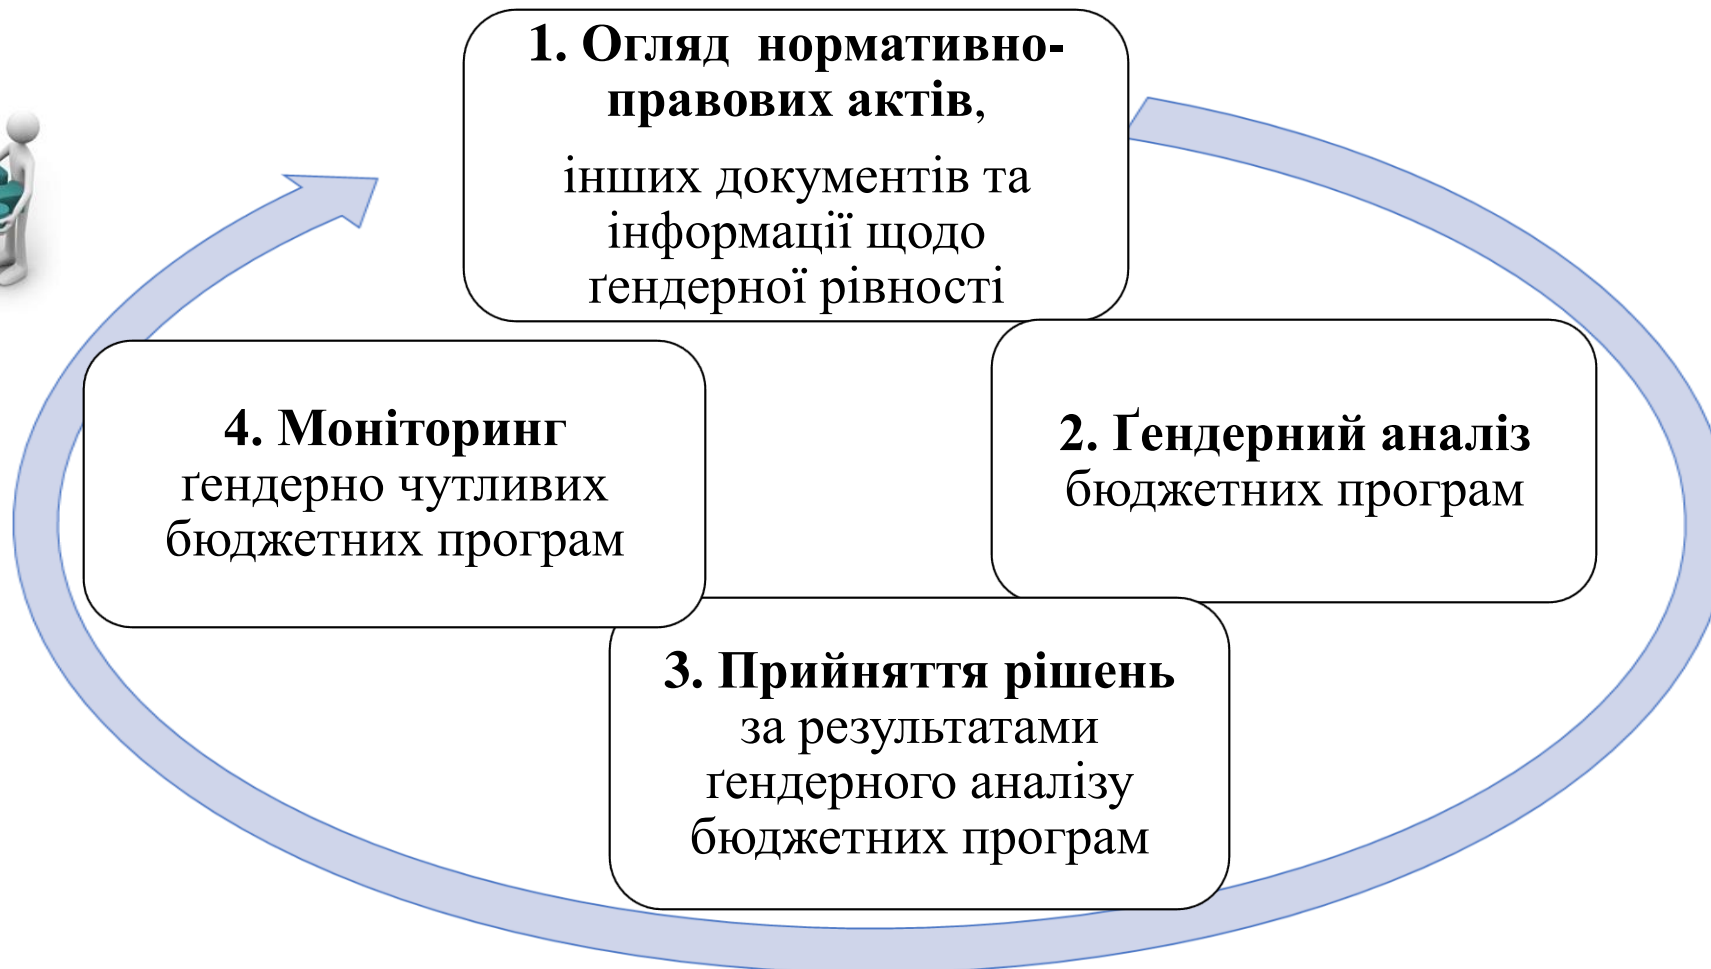 1. Огляд нормативно-
правових актів,
інших документів та
інформації щодо
ґендерної рівності
2. Ґендерний аналіз
бюджетних програм
3. Прийняття рішень
за результатами
ґендерного аналізу
бюджетних програм
4. Моніторинг
ґендерно чутливих
бюджетних програм